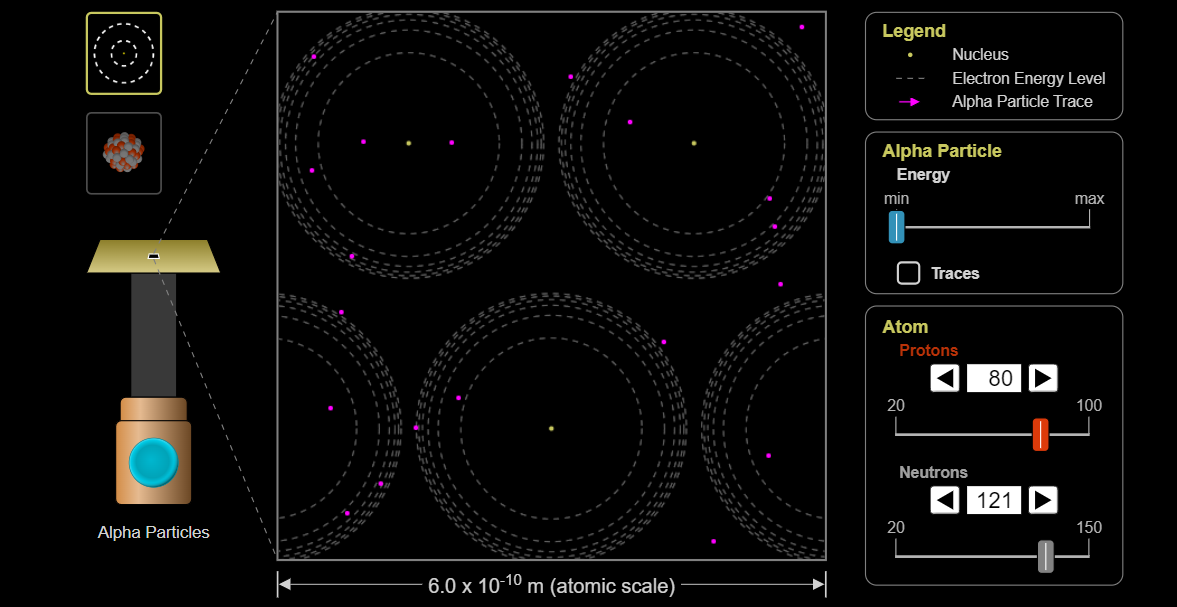 Legend
Nucleus
Electron Energy Level
Alpha Particle Trace
Alpha Particle
Energy
min max
Traces
Atom
Protons
80
20 100
Neutrons
121
20 150
Alpha Particles
6.0 x 10⁻¹⁰ m (atomic scale)